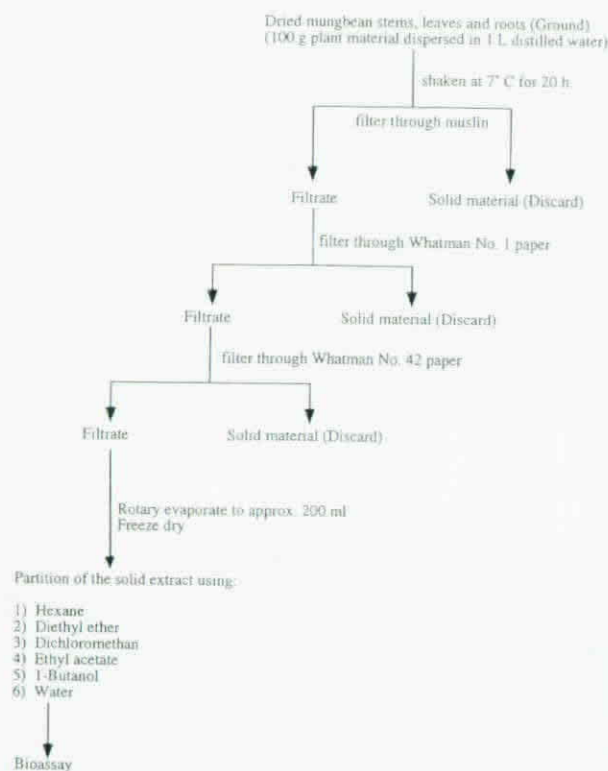 Dried mungbean stems, leaves and roots (Ground)
(100 g plant material dispersed in 1 L distilled water)
shaken at 7° C for 20 h
filter through muslin
Filtrate
Solid material (Discard)
filter through Whatman No. 1 paper
Filtrate
Solid material (Discard)
filter through Whatman No. 42 paper
Filtrate
Solid material (Discard)
Rotary evaporate to approx. 200 ml
Freeze dry
Partition of the solid extract using:
1) Hexane
2) Diethyl ether
3) Dichloromethan
4) Ethyl acetate
5) 1-Butanol
6) Water
Bioassay